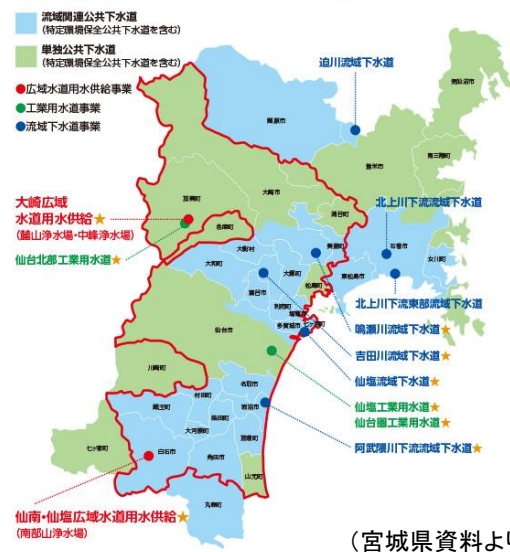 流域関連公共下水道
(特定環境保全公共下水道を含む)
単独公共下水道
(特定環境保全公共下水道を含む)
●広域水道用水供給事業
●工業用水道事業
●流域下水道事業
迫川流域下水道
気仙沼市
栗原市
南三陸町
登米市
大崎広域
水道用水供給★
(麓山浄水場・中峰浄水場)
加美町
大崎市
色麻町
涌谷町
美里町
北上川下流流域下水道
石巻市
女川町
仙台北部工業用水道★
大衡村
大和町
大郷町
東松島市
松島町
富谷市
利府町
塩竈市
七ヶ浜町
多賀城市
北上川下流東部流域下水道
鳴瀬川流域下水道★
吉田川流域下水道★
仙塩流域下水道★
仙台市
仙塩工業用水道★
仙台圏工業用水道★
川崎町
名取市
村田町
岩沼市
蔵王町
柴田町
大河原町
亘理町
阿武隈川下流流域下水道★
七ヶ宿町
白石市
角田市
山元町
丸森町
仙南・仙塩広域水道用水供給★
(南部山浄水場)
(宮城県資料よ